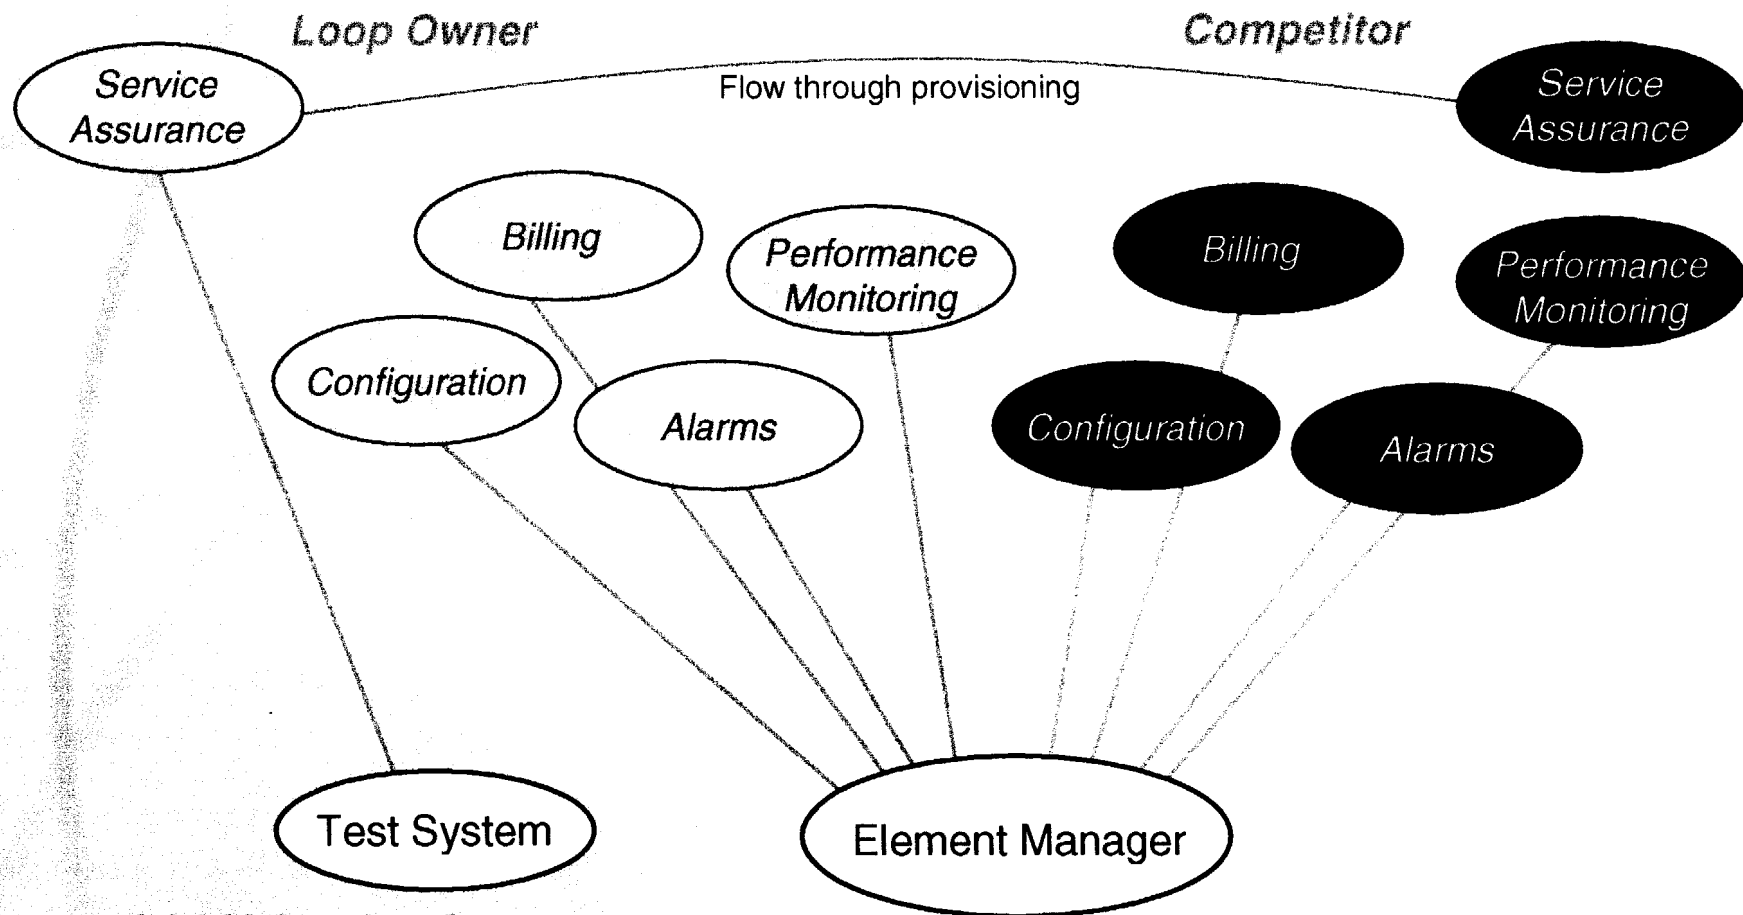 Loop Owner
Competitor
Service
Assurance
Flow through provisioning
Service
Assurance
Billing
Performance
Monitoring
Billing
Performance
Monitoring
Configuration
Alarms
Configuration
Alarms
Test System
Element Manager